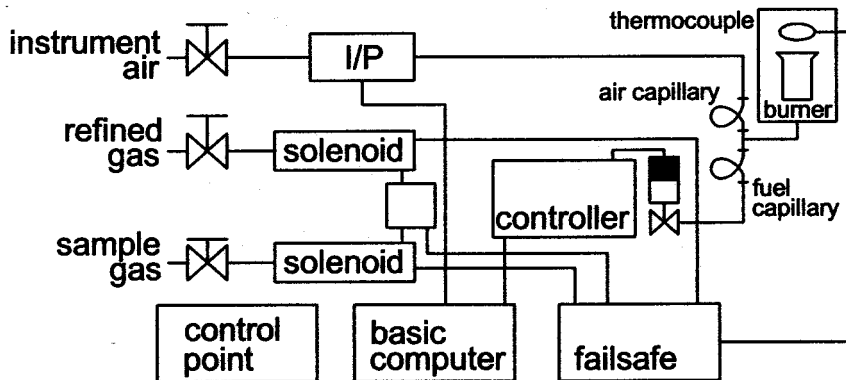 thermocouple
instrument
air
I/P
air capillary
burner
refined
gas
solenoid
controller
fuel
capillary
sample
gas
solenoid
control
point
basic
computer
failsafe